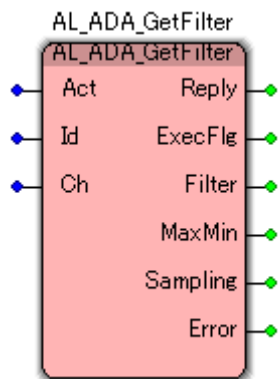 AL_ADA_GetFilter
AL_ADA_GetFilter
Act Reply
Id ExecFlg
Ch Filter
MaxMin
Sampling
Error